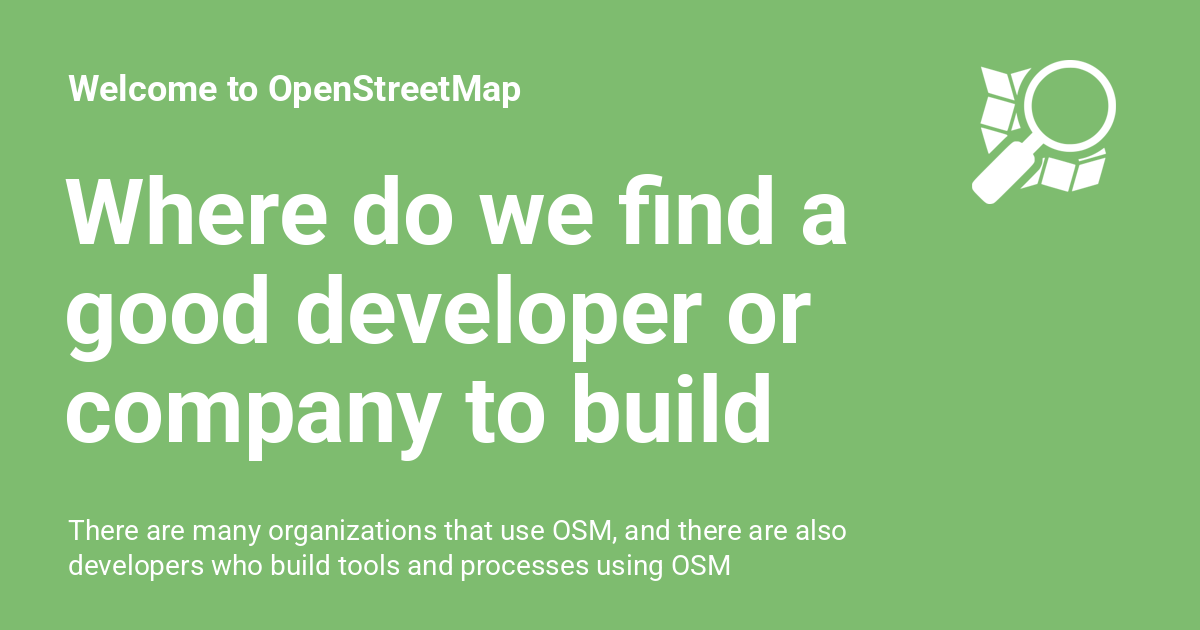 Welcome to OpenStreetMap
Where do we find a
good developer or
company to build
There are many organizations that use OSM, and there are also
developers who build tools and processes using OSM